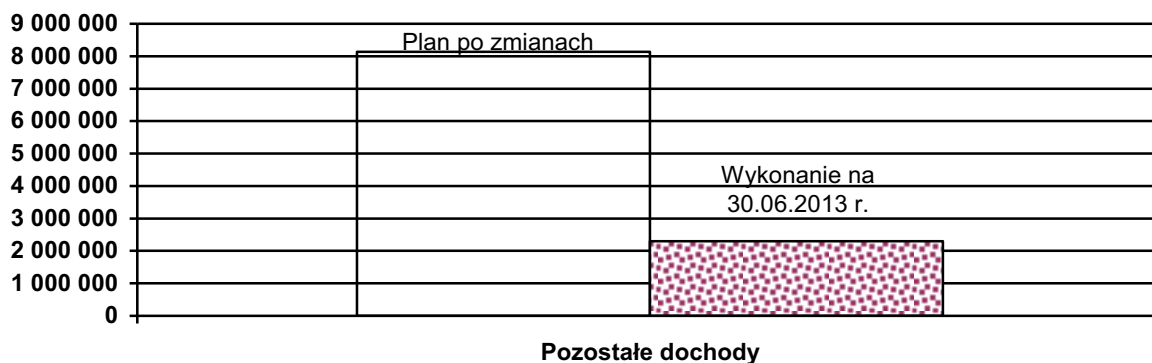 9 000 000
Plan po zmianach
8 000 000
7 000 000
6 000 000
5 000 000
Wykonanie na
4 000 000
30.06.2013 r.
3 000 000
2 000 000
1 000 000
0
Pozostałe dochody